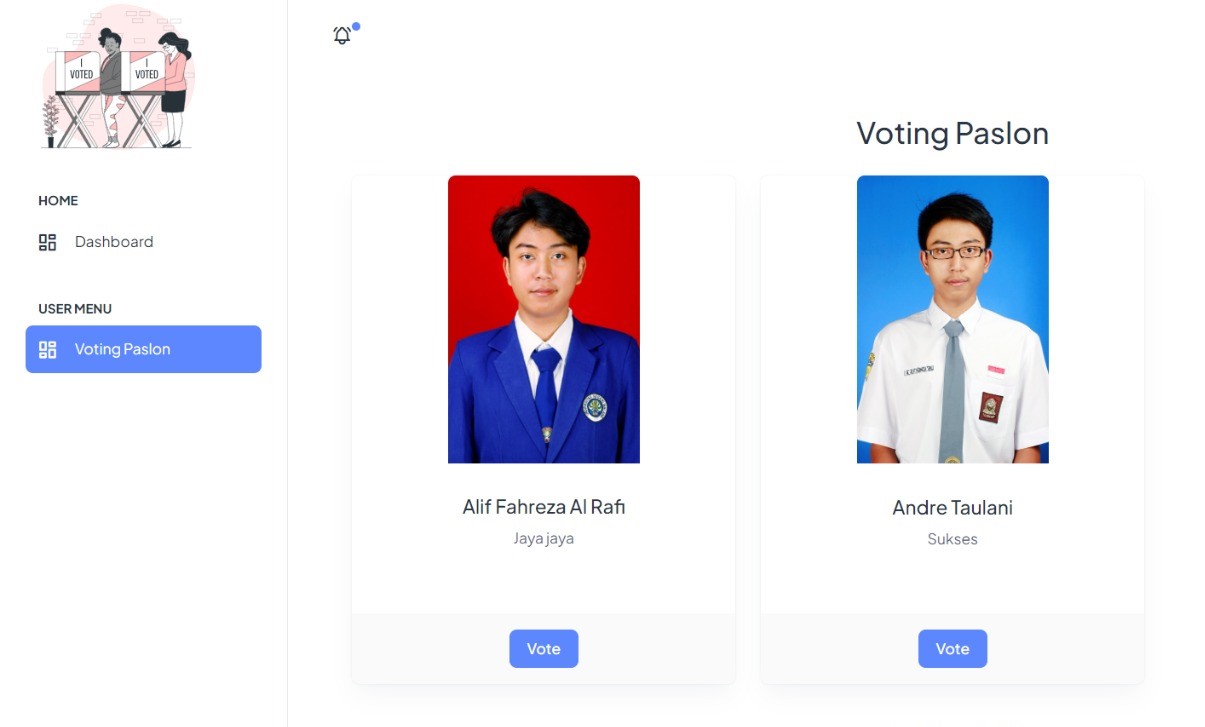 I
VOTED
I
VOTED
HOME
Dashboard
USER MENU
Voting Paslon
Voting Paslon
Alif Fahreza Al Rafi
Jaya jaya
Vote
Andre Taulani
Sukses
Vote